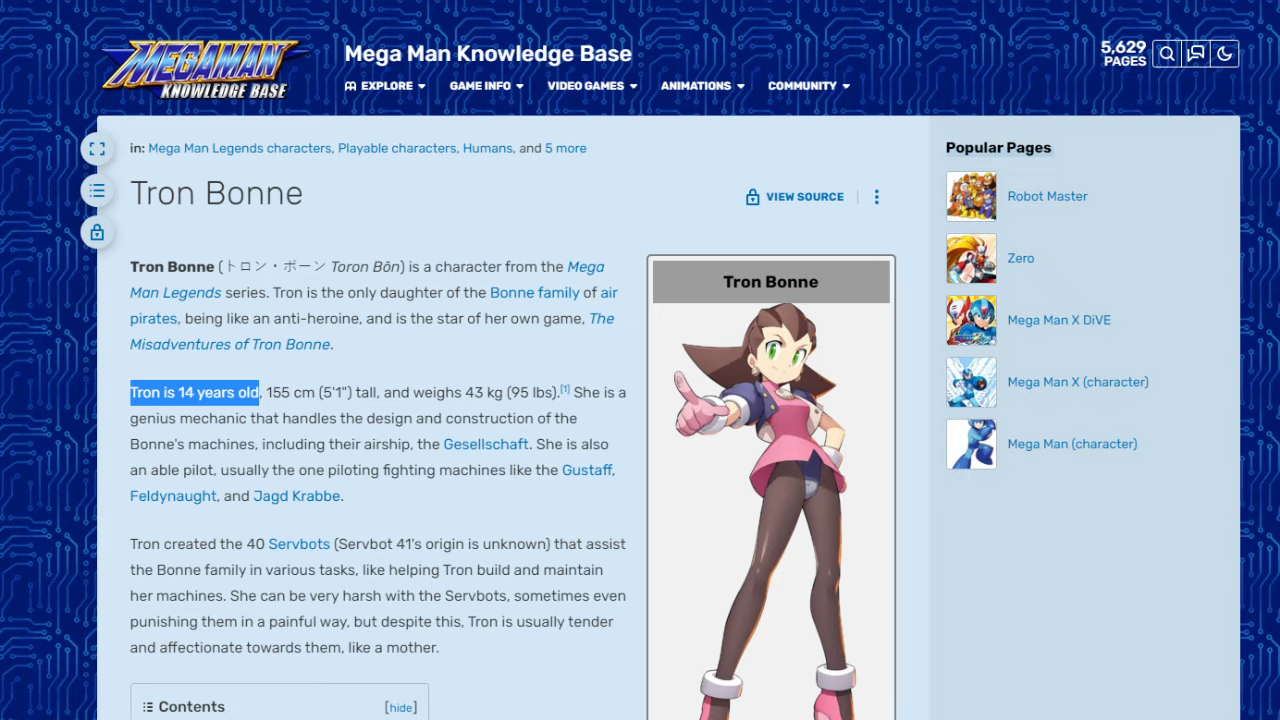 MEGAMAN
KNOWLEDGE BASE
Mega Man Knowledge Base
EXPLORE
GAME INFO
VIDEO GAMES
ANIMATIONS
COMMUNITY
5,629
PAGES
in: Mega Man Legends characters, Playable characters, Humans, and 5 more
Tron Bonne
VIEW SOURCE
Tron Bonne (トロン・ボーン Toron Bōn) is a character from the Mega
Man Legends series. Tron is the only daughter of the Bonne family of air
pirates, being like an anti-heroine, and is the star of her own game, The
Misadventures of Tron Bonne.
Tron is 14 years old, 155 cm (5'1") tall, and weighs 43 kg (95 lbs).[1] She is a
genius mechanic that handles the design and construction of the
Bonne's machines, including their airship, the Gesellschaft. She is also
an able pilot, usually the one piloting fighting machines like the Gustaff,
Feldynaught, and Jagd Krabbe.
Tron created the 40 Servbots (Servbot 41's origin is unknown) that assist
the Bonne family in various tasks, like helping Tron build and maintain
her machines. She can be very harsh with the Servbots, sometimes even
punishing them in a painful way, but despite this, Tron is usually tender
and affectionate towards them, like a mother.
Contents [hide]
Tron Bonne
Popular Pages
Robot Master
Zero
Mega Man X DiVE
Mega Man X (character)
Mega Man (character)